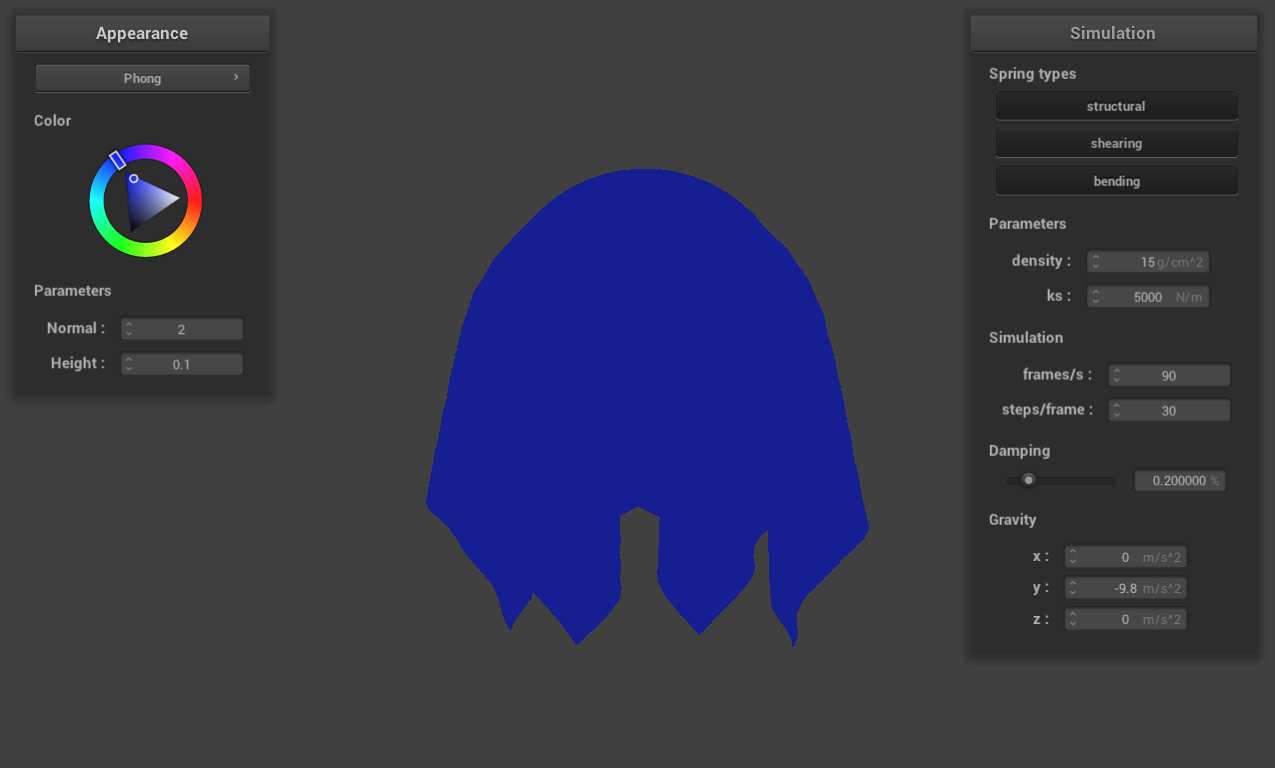 Appearance
Phong
Color
Parameters
Normal : 2
Height : 0.1
Simulation
Spring types
structural
shearing
bending
Parameters
density : 15 g/cm^2
ks : 5000 N/m
Simulation
frames/s : 90
steps/frame : 30
Damping
0.200000 %
Gravity
x : 0 m/s^2
y : -9.8 m/s^2
z : 0 m/s^2